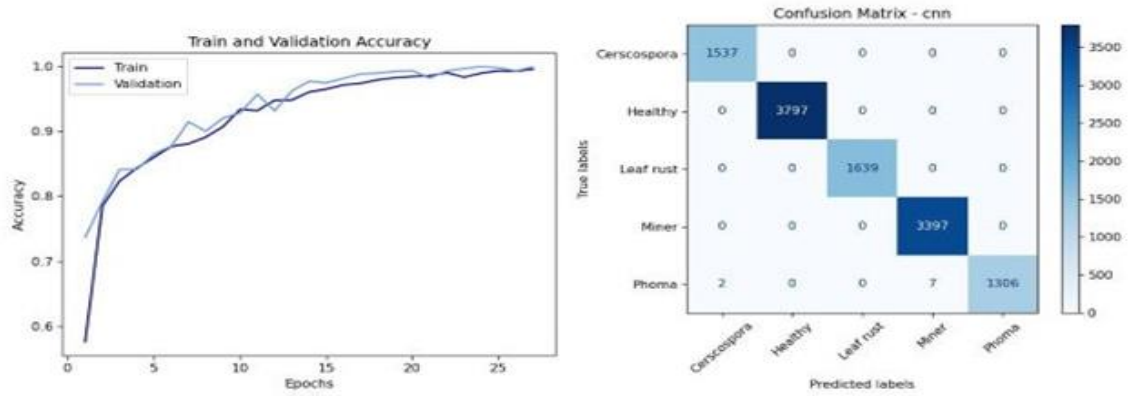 Train and Validation Accuracy
Train
Validation
1.0
0.9
0.8
0.7
0.6
Accuracy
0 5 10 15 20 25
Epochs
Confusion Matrix - cnn
Cerscospora 1537 0 0 0 0
Healthy 0 3797 0 0 0
Leaf rust 0 0 1639 0 0
Miner 0 0 0 3397 0
Phoma 2 0 0 7 1306
True labels
Cerscospora Healthy Leaf rust Miner Phoma
Predicted labels
3500
3000
2500
2000
1500
1000
500
0